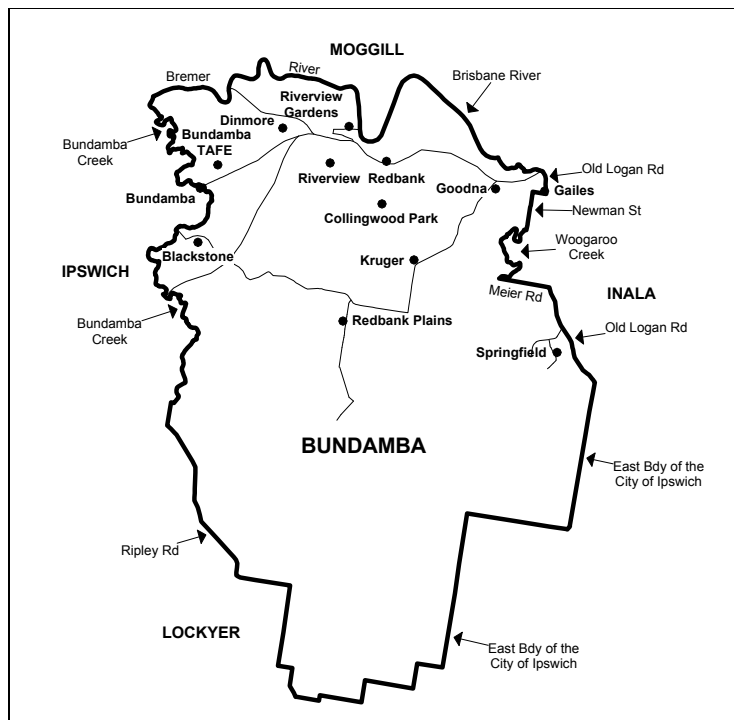 MOGGILL
Bremer
River
Brisbane River
Riverview
Gardens
Dinmore
Bundamba
Creek
Bundamba
TAFE
Old Logan Rd
Riverview
Redbank
Goodna
Gailes
Bundamba
Newman St
Collingwood Park
Woogaroo
Creek
Blackstone
Kruger
IPSWICH
Meier Rd
INALA
Bundamba
Creek
Redbank Plains
Old Logan Rd
Springfield
BUNDAMBA
East Bdy of the
City of Ipswich
Ripley Rd
LOCKYER
East Bdy of the
City of Ipswich